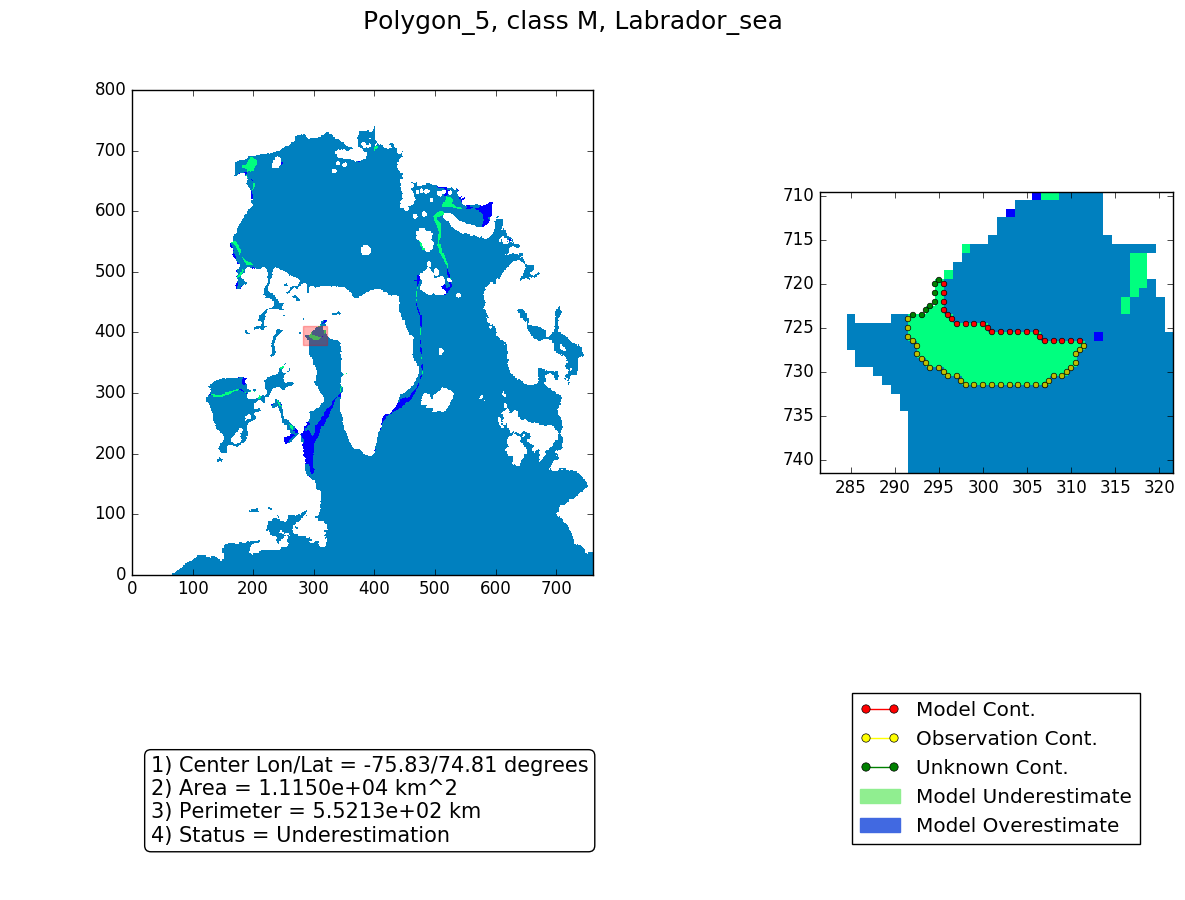 Polygon_5, class M, Labrador_sea
800
700
600
500
400
300
200
100
0
0 100 200 300 400 500 600 700
710
715
720
725
730
735
740
285 290 295 300 305 310 315 320
1) Center Lon/Lat = -75.83/74.81 degrees
2) Area = 1.1150e+04 km^2
3) Perimeter = 5.5213e+02 km
4) Status = Underestimation
Model Cont.
Observation Cont.
Unknown Cont.
Model Underestimate
Model Overestimate